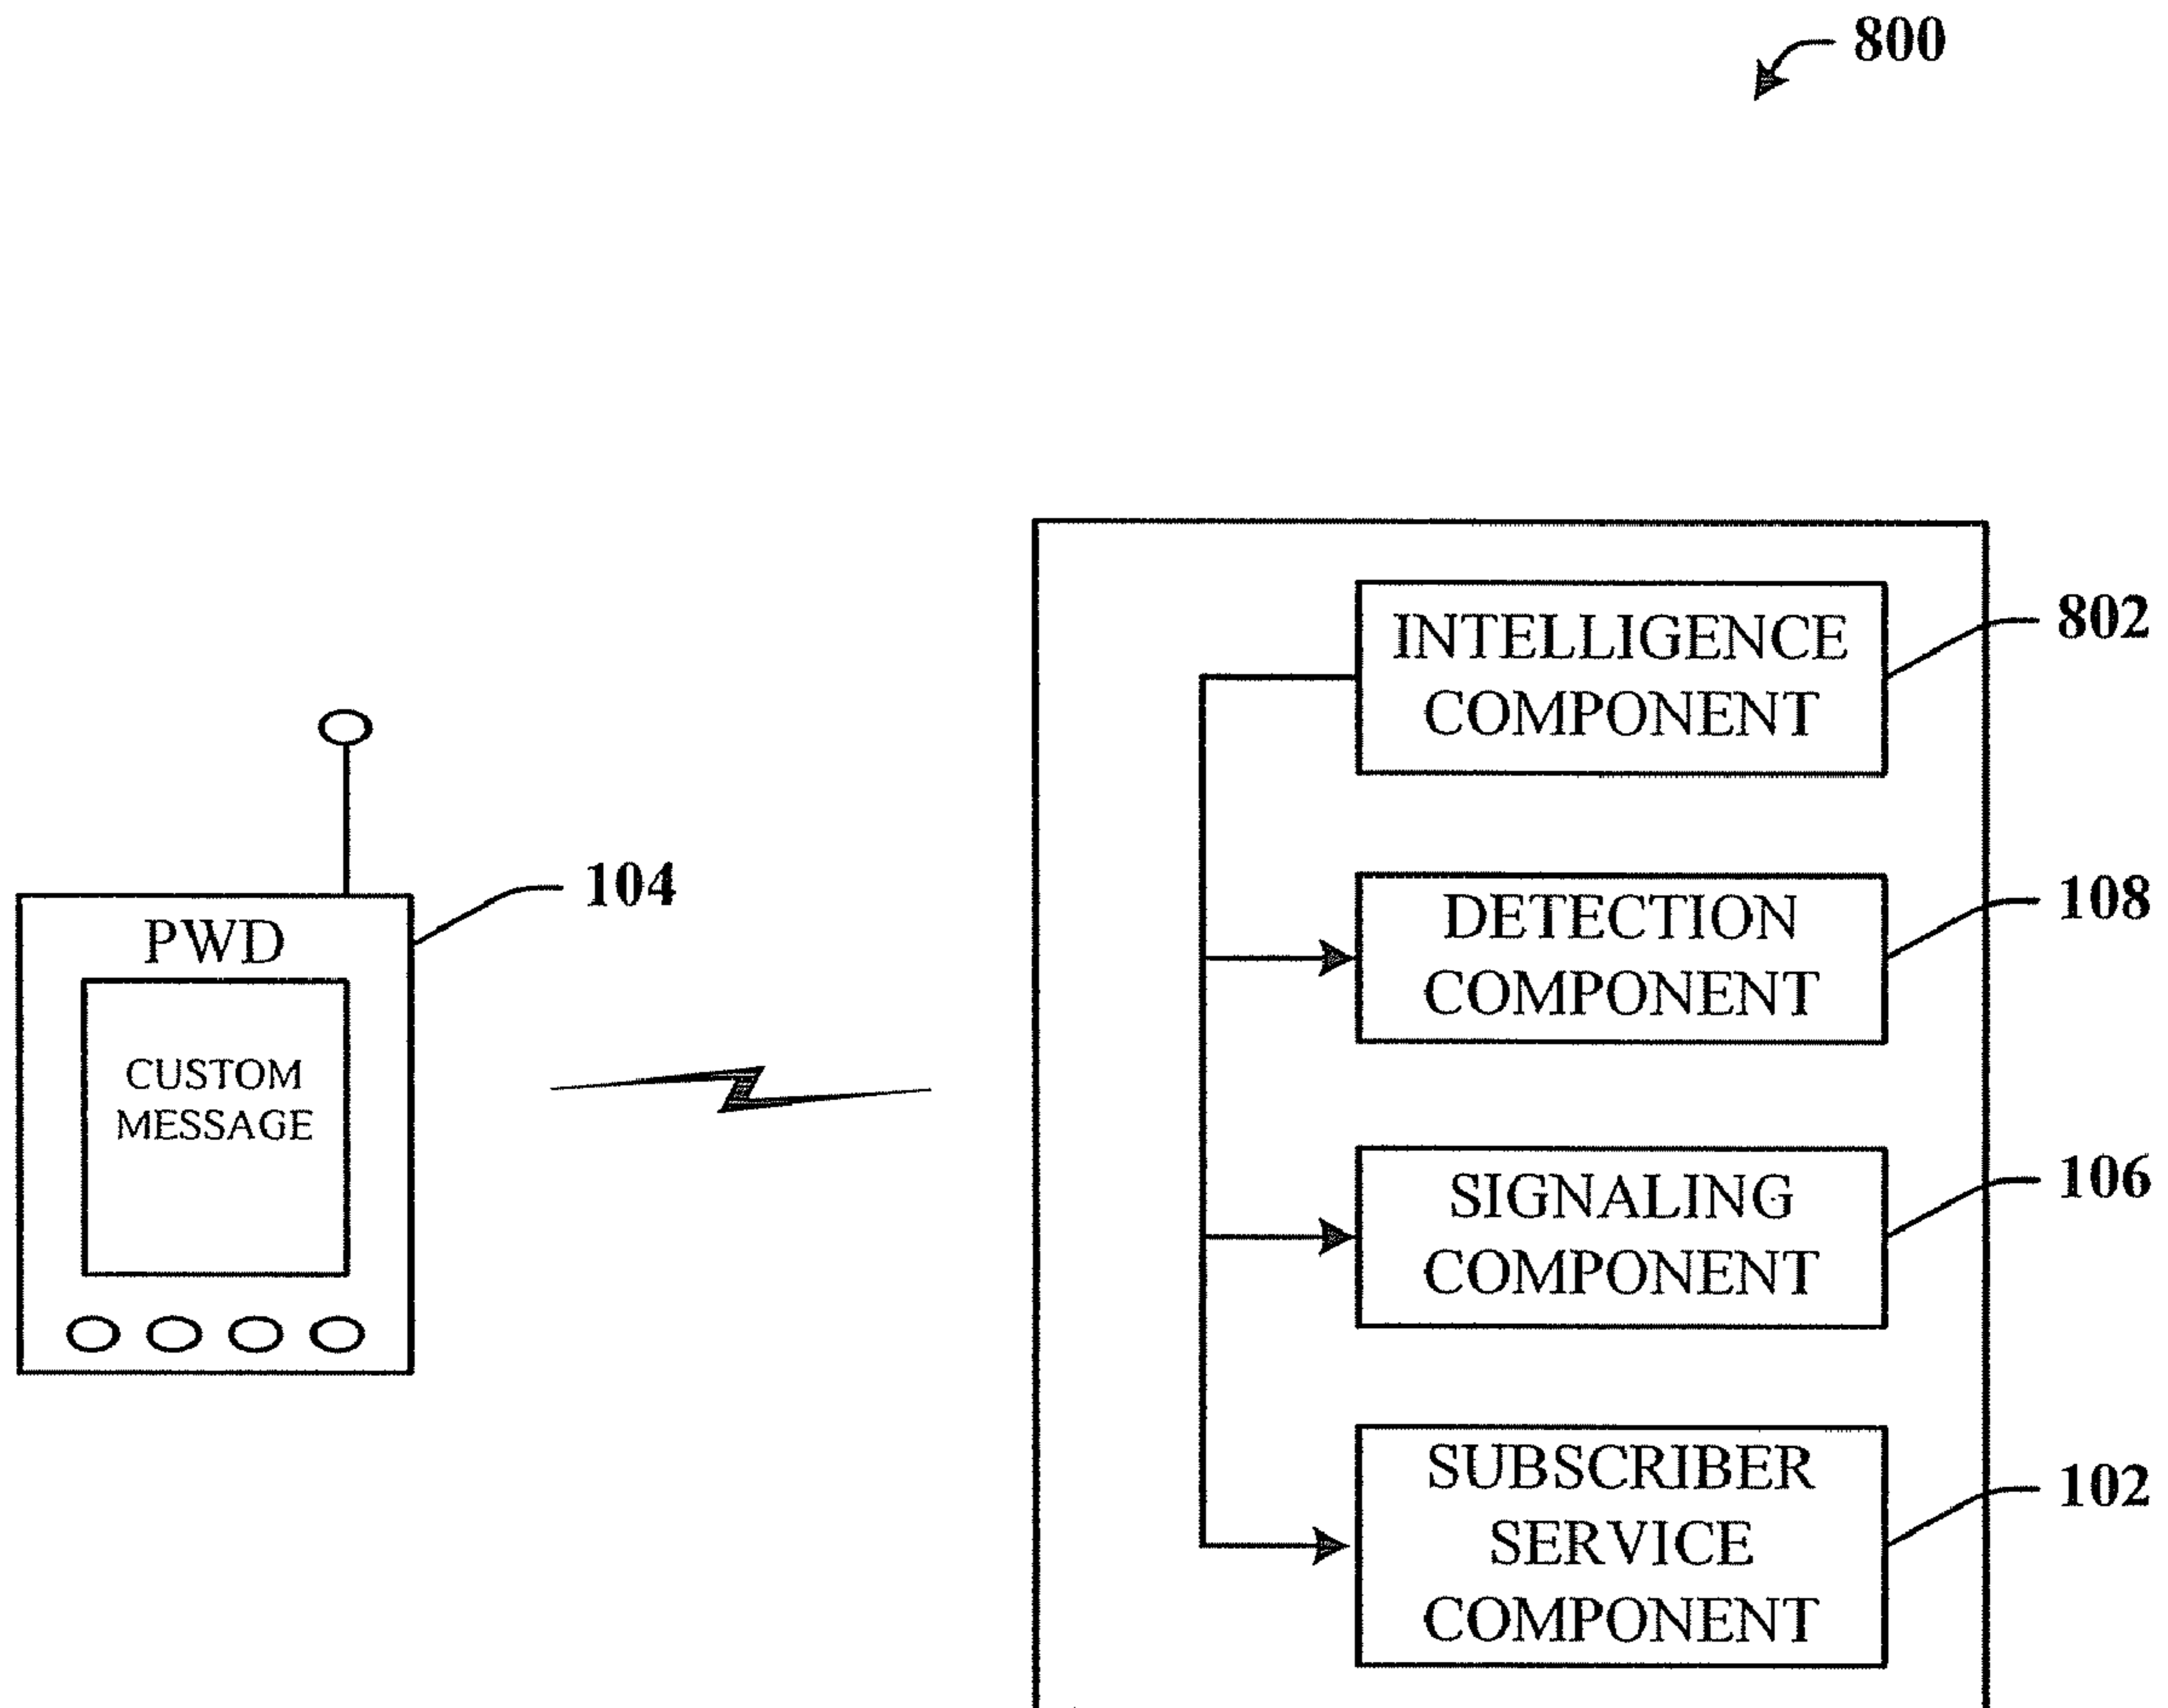 800
INTELLIGENCE
COMPONENT
802
DETECTION
COMPONENT
108
104
PWD
CUSTOM
MESSAGE
SIGNALING
COMPONENT
106
SUBSCRIBER
SERVICE
COMPONENT
102